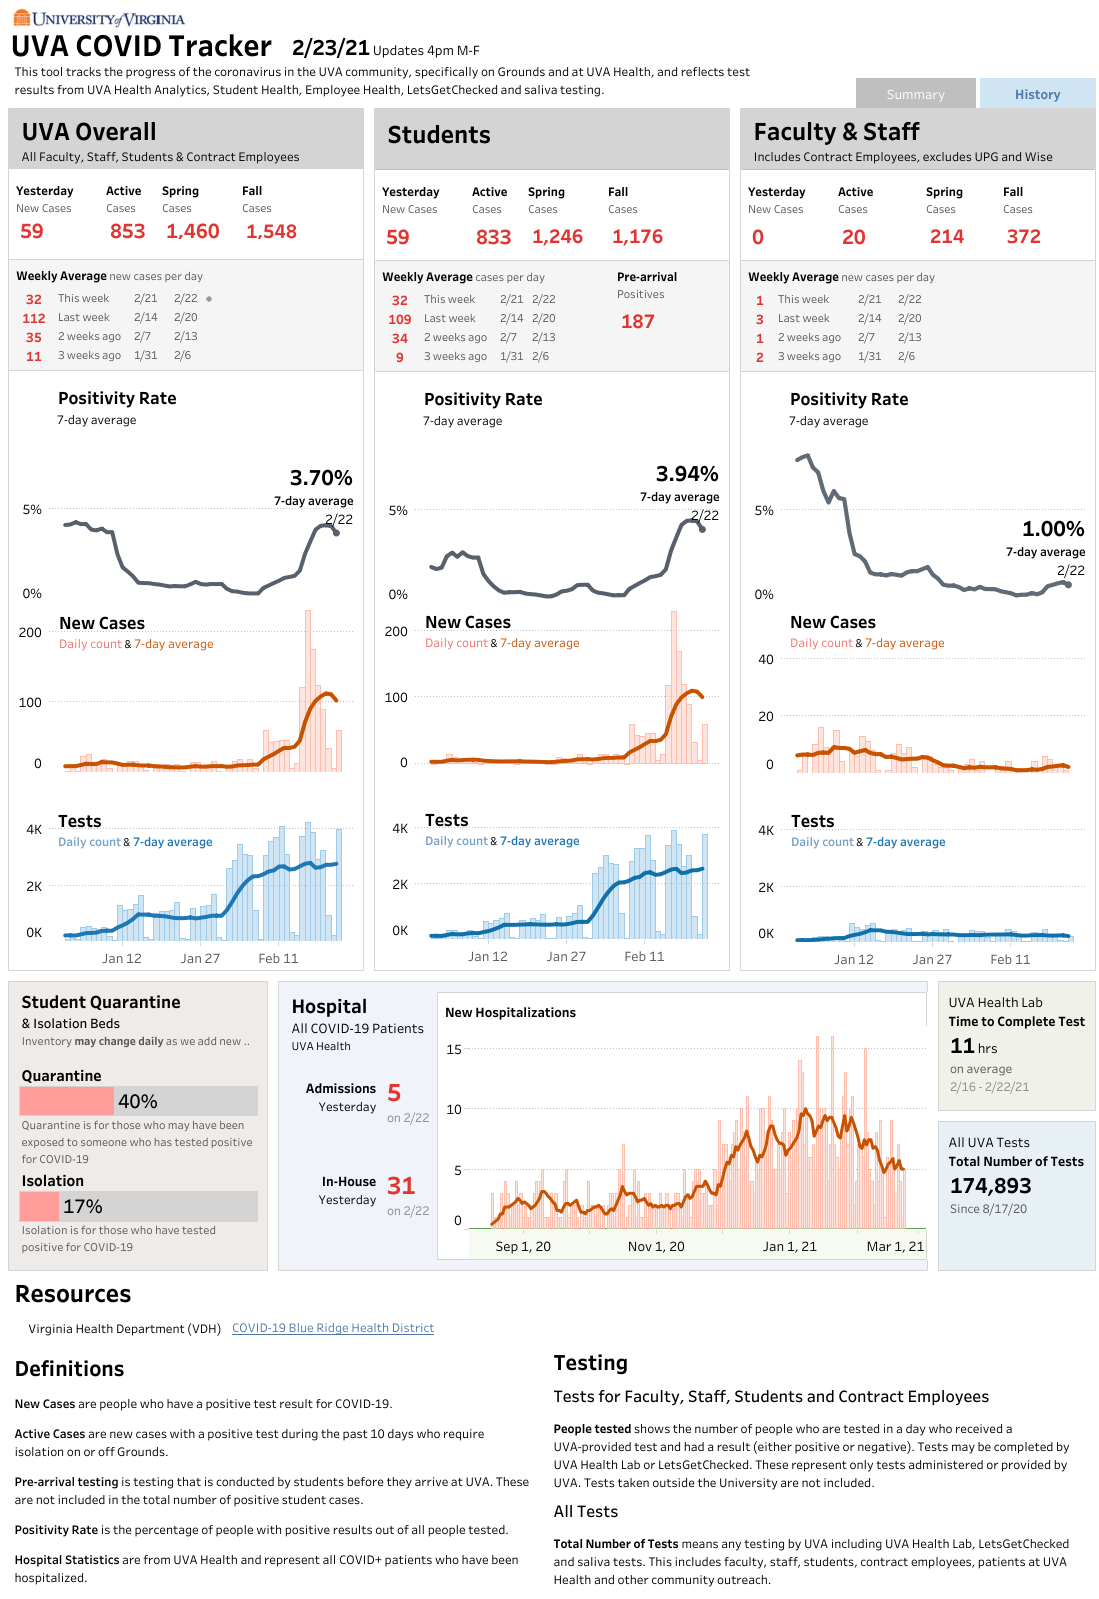 UNIVERSITY of VIRGINIA
UVA COVID Tracker 2/23/21 Updates 4pm M-F
This tool tracks the progress of the coronavirus in the UVA community, specifically on Grounds and at UVA Health, and reflects test
results from UVA Health Analytics, Student Health, Employee Health, LetsGetChecked and saliva testing.
Summary History
UVA Overall
All Faculty, Staff, Students & Contract Employees
Yesterday Active Spring Fall
New Cases Cases Cases Cases
59 853 1,460 1,548
Weekly Average new cases per day
32 This week 2/21 2/22
112 Last week 2/14 2/20
35 2 weeks ago 2/7 2/13
11 3 weeks ago 1/31 2/6
Positivity Rate
7-day average
3.70%
7-day average
2/22
5%
0%
New Cases
Daily count & 7-day average
200
100
0
Tests
Daily count & 7-day average
4K
2K
0K
Jan 12 Jan 27 Feb 11
Students
Yesterday Active Spring Fall
New Cases Cases Cases Cases
59 833 1,246 1,176
Weekly Average cases per day
32 This week 2/21 2/22
109 Last week 2/14 2/20
34 2 weeks ago 2/7 2/13
9 3 weeks ago 1/31 2/6
Pre-arrival
Positives
187
Positivity Rate
7-day average
3.94%
7-day average
2/22
5%
0%
New Cases
Daily count & 7-day average
200
100
0
Tests
Daily count & 7-day average
4K
2K
0K
Jan 12 Jan 27 Feb 11
Faculty & Staff
Includes Contract Employees, excludes UPG and Wise
Yesterday Active Spring Fall
New Cases Cases Cases Cases
0 20 214 372
Weekly Average new cases per day
1 This week 2/21 2/22
3 Last week 2/14 2/20
1 2 weeks ago 2/7 2/13
2 3 weeks ago 1/31 2/6
Positivity Rate
7-day average
5%
1.00%
7-day average
2/22
0%
New Cases
Daily count & 7-day average
40
20
0
Tests
Daily count & 7-day average
4K
2K
0K
Jan 12 Jan 27 Feb 11
Student Quarantine
& Isolation Beds
Inventory may change daily as we add new ..
Quarantine
40%
Quarantine is for those who may have been
exposed to someone who has tested positive
for COVID-19
Isolation
17%
Isolation is for those who have tested
positive for COVID-19
Hospital
All COVID-19 Patients
UVA Health
Admissions 5
Yesterday on 2/22
In-House 31
Yesterday on 2/22
New Hospitalizations
15
10
5
0
Sep 1, 20 Nov 1, 20 Jan 1, 21 Mar 1, 21
UVA Health Lab
Time to Complete Test
11 hrs
on average
2/16 - 2/22/21
All UVA Tests
Total Number of Tests
174,893
Since 8/17/20
Resources
Virginia Health Department (VDH) COVID-19 Blue Ridge Health District
Definitions
New Cases are people who have a positive test result for COVID-19.
Active Cases are new cases with a positive test during the past 10 days who require
isolation on or off Grounds.
Pre-arrival testing is testing that is conducted by students before they arrive at UVA. These
are not included in the total number of positive student cases.
Positivity Rate is the percentage of people with positive results out of all people tested.
Hospital Statistics are from UVA Health and represent all COVID+ patients who have been
hospitalized.
Testing
Tests for Faculty, Staff, Students and Contract Employees
People tested shows the number of people who are tested in a day who received a
UVA-provided test and had a result (either positive or negative). Tests may be completed by
UVA Health Lab or LetsGetChecked. These represent only tests administered or provided by
UVA. Tests taken outside the University are not included.
All Tests
Total Number of Tests means any testing by UVA including UVA Health Lab, LetsGetChecked
and saliva tests. This includes faculty, staff, students, contract employees, patients at UVA
Health and other community outreach.